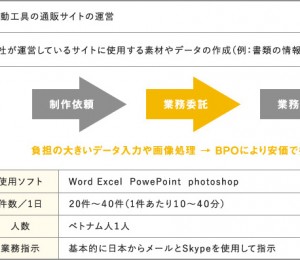 動工具の通販サイトの運営
社が運営しているサイトに使用する素材やデータの作成(例:書類の情報
制作依頼
業務委託
業務
負担の大きいデータ入力や画像処理 → BPOにより安価で
使用ソフト Word Excel PowePoint photoshop
件数／1日 20件～40件(1件あたり10～40分)
人数 ベトナム人1人
業務指示 基本的に日本からメールとSkypeを使用して指示